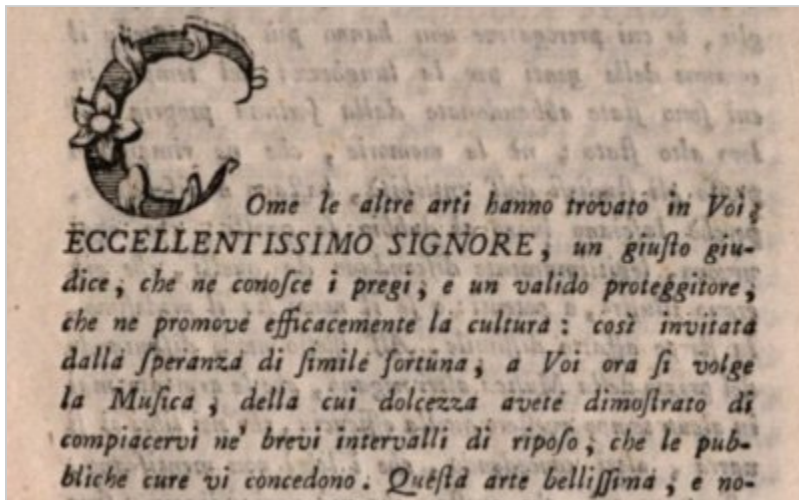 COme le altre arti hanno trovato in Voi,
ECCELLENTISSIMO SIGNORE, un giuſto giu-
dice, che ne conoſce i pregi, e un valido proteggitore,
che ne promove efficacemente la cultura: così invitata
dalla ſperanza di ſimile fortuna, a Voi ora ſi volge
la Muſica, della cui dolcezza avete dimoſtrato di
compiacervi ne' brevi intervalli di ripoſo, che le pub-
bliche cure vi concedono. Queſta arte belliſſima, e no-